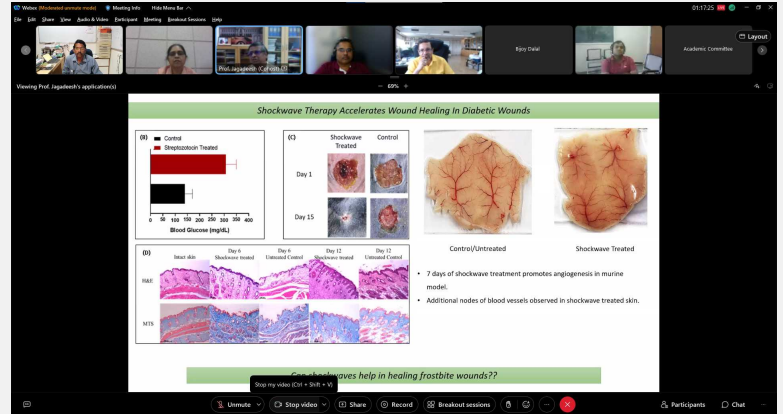 Webex (Moderated unmute mode) Meeting Info Hide Menu Bar 01:17:25
File Edit Share View Audio & Video Participant Meeting Breakout Sessions Help
Layout
Prof. Jagadeesh (Cohost)
Bijoy Dalal
Academic Committee
Viewing Prof. Jagadeesh's application(s) − 69% +
Shockwave Therapy Accelerates Wound Healing In Diabetic Wounds
(B) Control
Streptozotocin Treated
0 50 100 150 200 250 300 350 400
Blood Glucose (mg/dL)
(C) Shockwave Treated Control
Day 1
Day 15
Control/Untreated Shockwave Treated
(D)
Intact skin Day 6 Shockwave treated Day 6 Untreated Control Day 12 Shockwave treated Day 12 Untreated Control
H&E
MTS
• 7 days of shockwave treatment promotes angiogenesis in murine
model.
• Additional nodes of blood vessels observed in shockwave treated skin.
shockwaves help in healing frostbite wounds??
Stop my video (Ctrl + Shift + V)
Unmute Stop video Share Record Breakout sessions Participants Chat